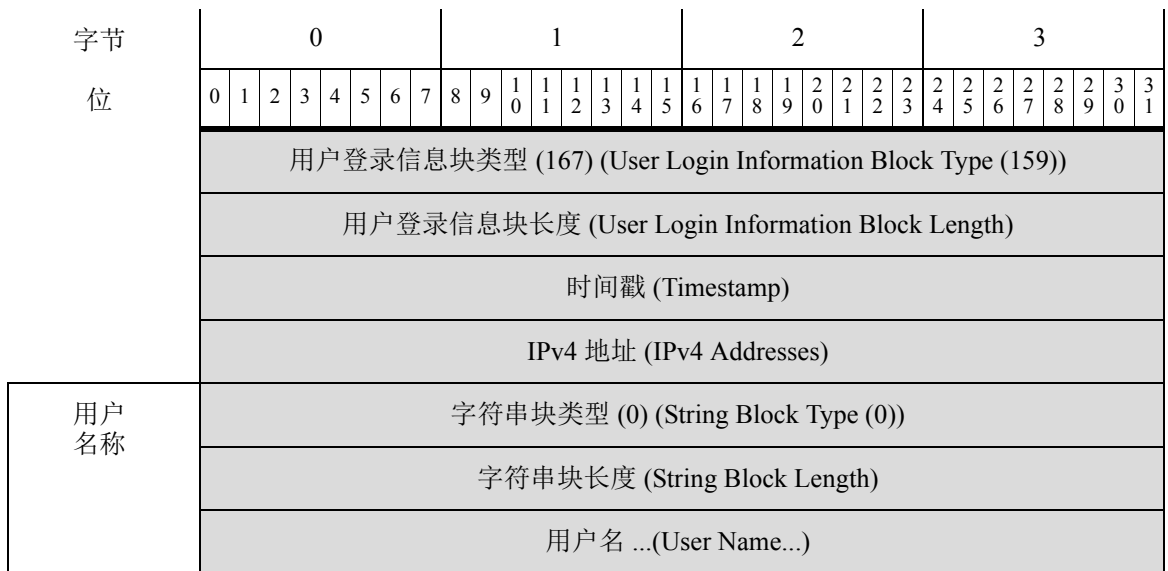 字节 0 1 2 3
位 0 1 2 3 4 5 6 7 8 9 10 11 12 13 14 15 16 17 18 19 20 21 22 23 24 25 26 27 28 29 30 31
用户登录信息块类型 (167) (User Login Information Block Type (159))
用户登录信息块长度 (User Login Information Block Length)
时间戳 (Timestamp)
IPv4 地址 (IPv4 Addresses)
用户
名称
字符串块类型 (0) (String Block Type (0))
字符串块长度 (String Block Length)
用户名 ...(User Name...)